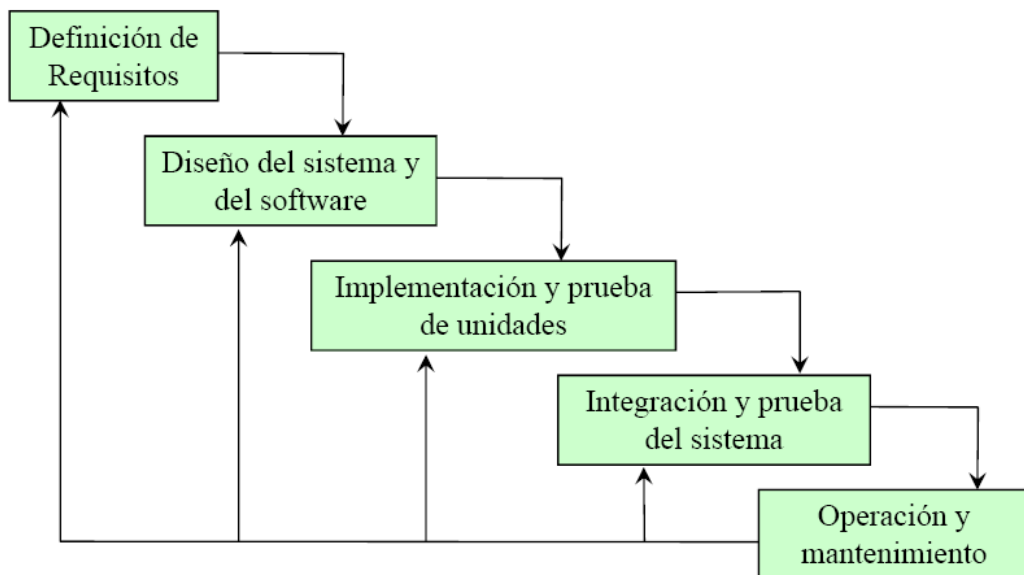 Definición de
Requisitos
Diseño del sistema y
del software
Implementación y prueba
de unidades
Integración y prueba
del sistema
Operación y
mantenimiento